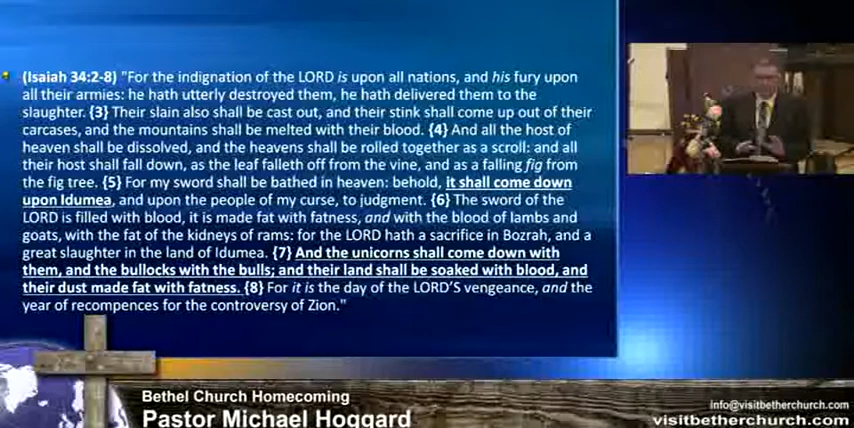 (Isaiah 34:2-8) "For the indignation of the LORD is upon all nations, and his fury upon
all their armies: he hath utterly destroyed them, he hath delivered them to the
slaughter. {3} Their slain also shall be cast out, and their stink shall come up out of their
carcases, and the mountains shall be melted with their blood. {4} And all the host of
heaven shall be dissolved, and the heavens shall be rolled together as a scroll: and all
their host shall fall down, as the leaf falleth off from the vine, and as a falling fig from
the fig tree. {5} For my sword shall be bathed in heaven: behold, it shall come down
upon Idumea, and upon the people of my curse, to judgment. {6} The sword of the
LORD is filled with blood, it is made fat with fatness, and with the blood of lambs and
goats, with the fat of the kidneys of rams: for the LORD hath a sacrifice in Bozrah, and a
great slaughter in the land of Idumea. {7} And the unicorns shall come down with
them, and the bullocks with the bulls; and their land shall be soaked with blood, and
their dust made fat with fatness. {8} For it is the day of the LORD'S vengeance, and the
year of recompences for the controversy of Zion."
Bethel Church Homecoming
Pastor Michael Hoggard
info@visitbetherchurch.com
visitbetherchurch.com